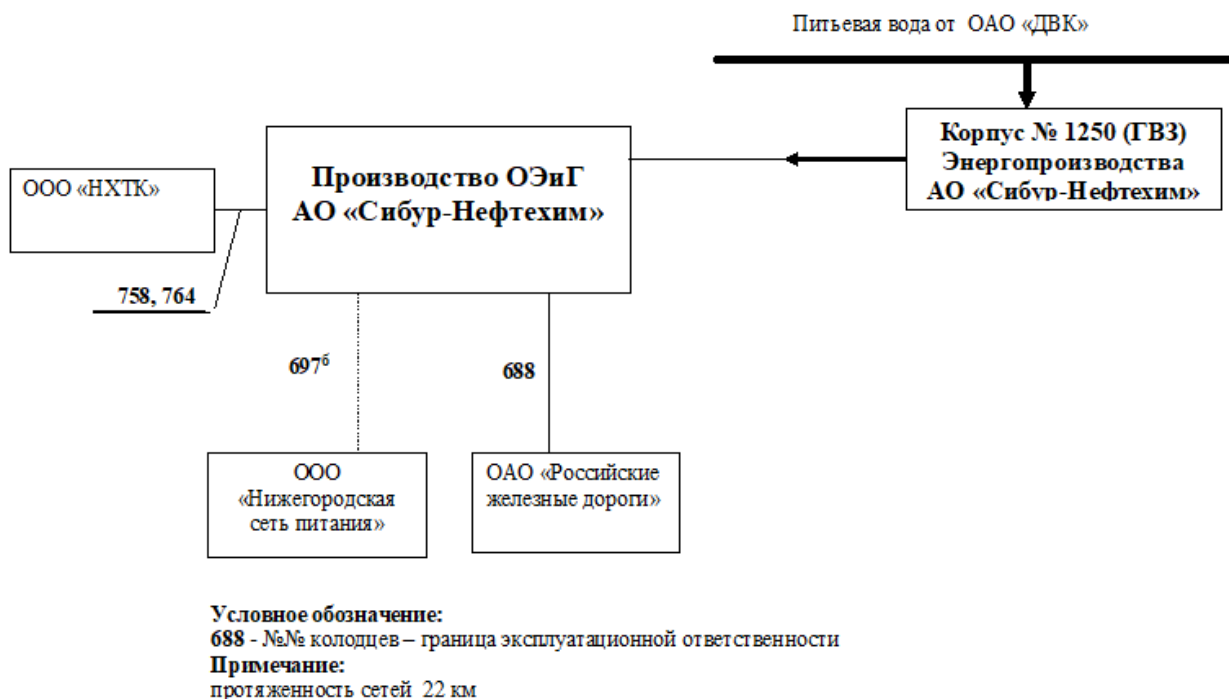 Питьевая вода от ОАО «ДВК»
Корпус № 1250 (ГВЗ)
Энергопроизводства
АО «Сибур-Нефтехим»
Производство ОЭиГ
АО «Сибур-Нефтехим»
ООО «НХТК»
758, 764
697б
688
ООО
«Нижегородская
сеть питания»
ОАО «Российские
железные дороги»
Условное обозначение:
688 - №№ колодцев – граница эксплуатационной ответственности
Примечание:
протяженность сетей 22 км